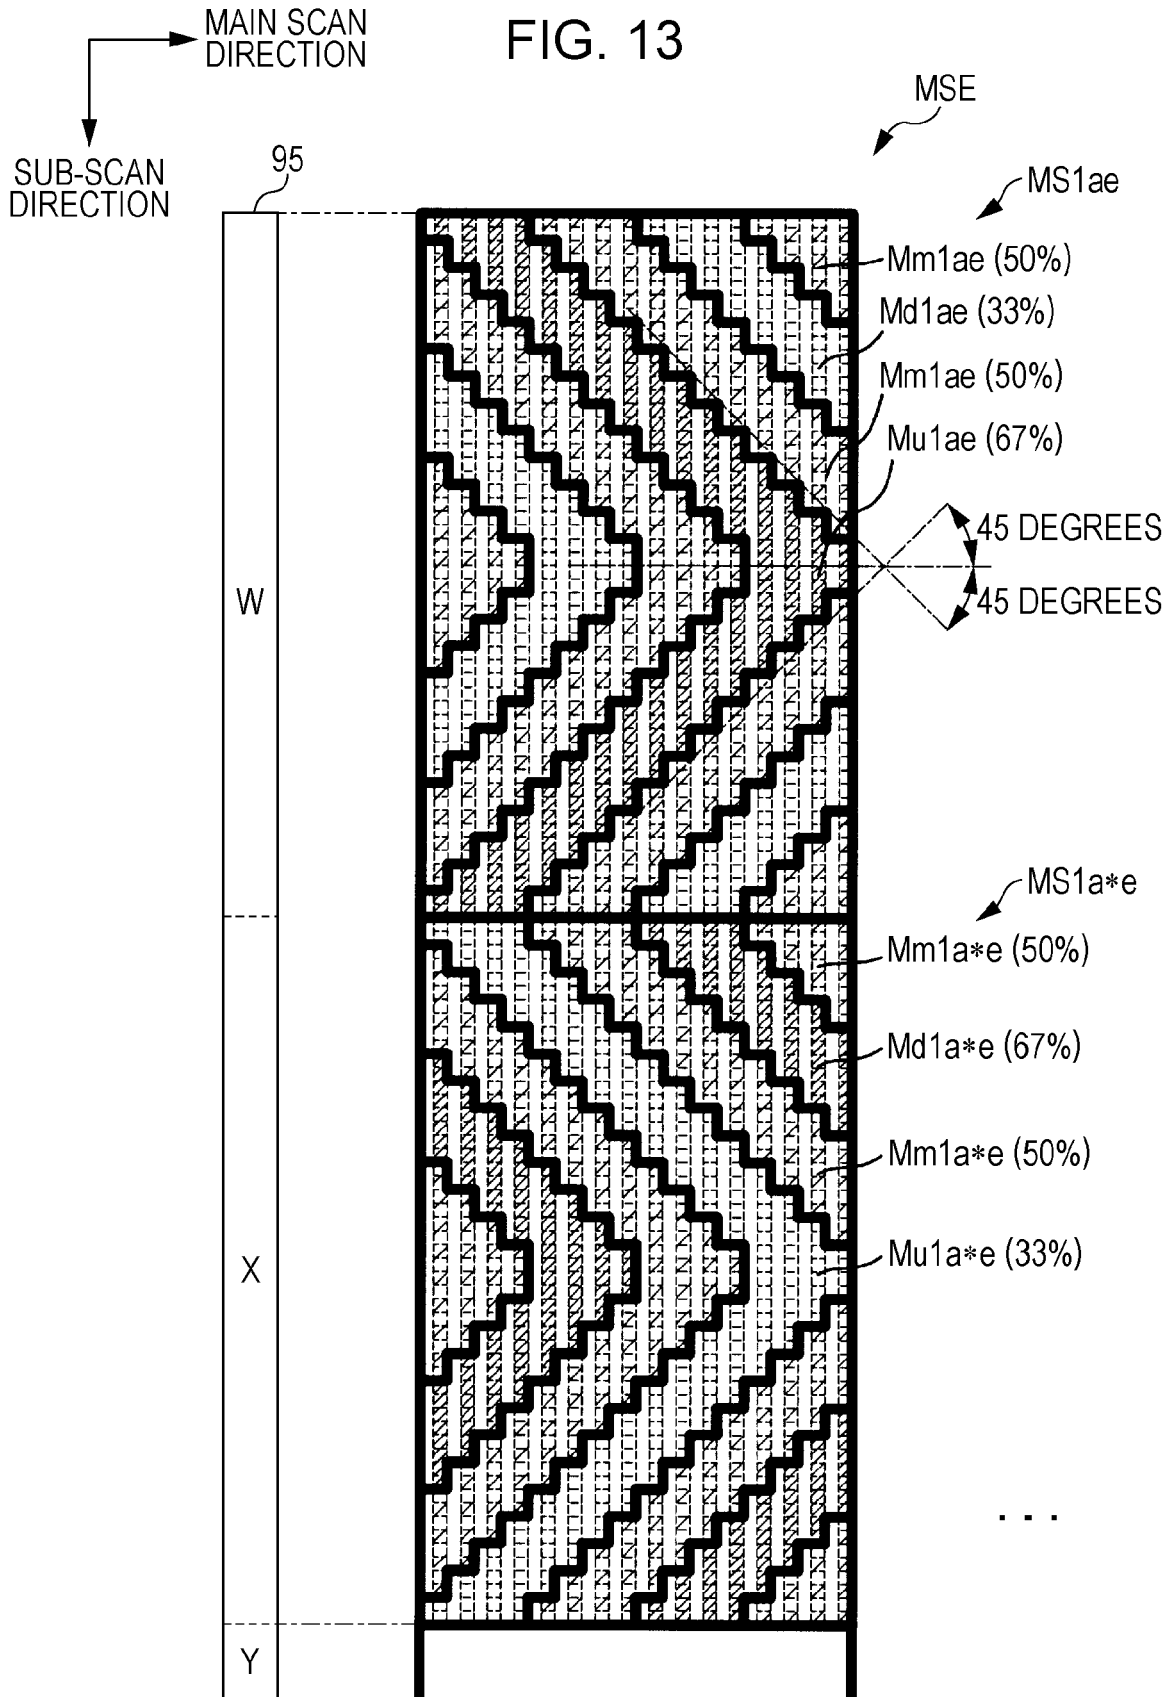 FIG. 13
MAIN SCAN
DIRECTION
SUB-SCAN
DIRECTION
95
MSE
MS1ae
Mm1ae (50%)
Md1ae (33%)
Mm1ae (50%)
Mu1ae (67%)
45 DEGREES
45 DEGREES
W
MS1a*e
Mm1a*e (50%)
Md1a*e (67%)
Mm1a*e (50%)
Mu1a*e (33%)
X
. . .
Y